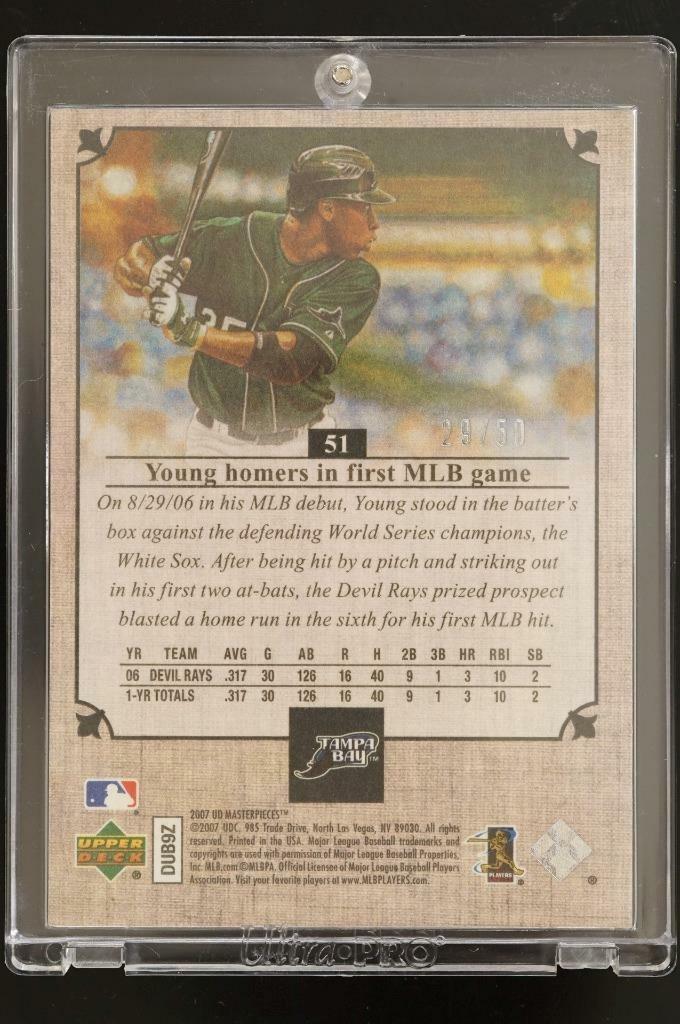 35
29/50
51
Young homers in first MLB game
On 8/29/06 in his MLB debut, Young stood in the batter's
box against the defending World Series champions, the
White Sox. After being hit by a pitch and striking out
in his first two at-bats, the Devil Rays prized prospect
blasted a home run in the sixth for his first MLB hit.
YR TEAM AVG G AB R H 2B 3B HR RBI SB
06 DEVIL RAYS .317 30 126 16 40 9 1 3 10 2
1-YR TOTALS .317 30 126 16 40 9 1 3 10 2
TAMPA
BAY™
UPPER
DECK®
DUB9Z
2007 UD MASTERPIECES™
©2007 UDC, 985 Trade Drive, North Las Vegas, NV 89030. All rights
reserved. Printed in the USA. Major League Baseball trademarks and
copyrights are used with permission of Major League Baseball Properties,
Inc. MLB.com ©MLBPA. Official Licensee of Major League Baseball Players
Association. Visit your favorite players at www.MLBPLAYERS.com.
PLAYERS
®
®
Ultra·PRO®